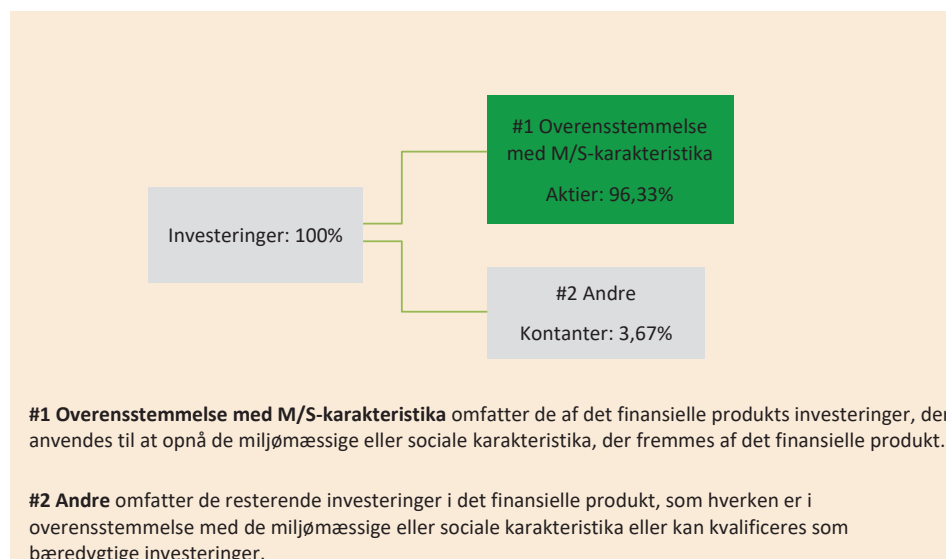 #1 Overensstemmelse
med M/S-karakteristika
Aktier: 96,33%
Investeringer: 100%
#2 Andre
Kontanter: 3,67%
#1 Overensstemmelse med M/S-karakteristika omfatter de af det finansielle produkts investeringer, der
anvendes til at opnå de miljømæssige eller sociale karakteristika, der fremmes af det finansielle produkt.
#2 Andre omfatter de resterende investeringer i det finansielle produkt, som hverken er i
overensstemmelse med de miljømæssige eller sociale karakteristika eller kan kvalificeres som
bæredygtige investeringer.